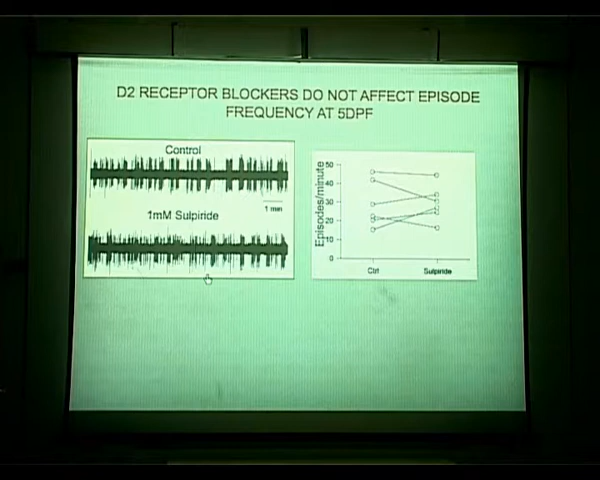 D2 RECEPTOR BLOCKERS DO NOT AFFECT EPISODE
FREQUENCY AT 5DPF
Control
1 min
1mM Sulpiride
Episodes/minute
50
40
30
20
10
0
Ctrl
Sulpiride